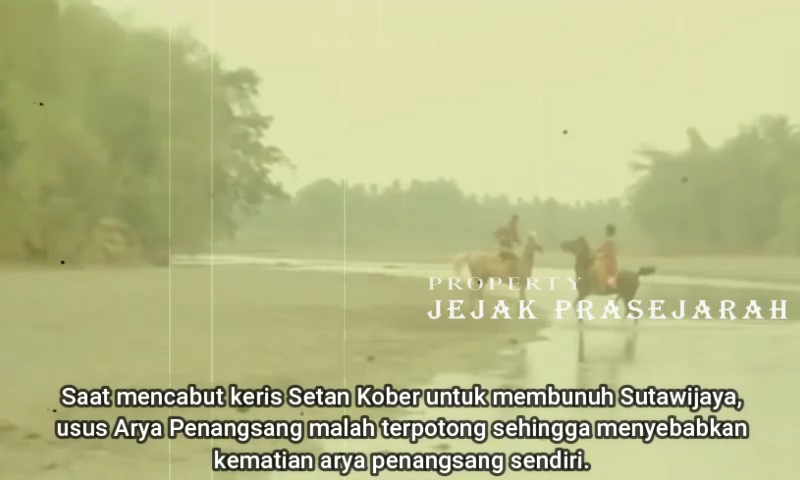 PROPERTY
JEJAK PRASEJARAH
Saat mencabut keris Setan Kober untuk membunuh Sutawijaya,
usus Arya Penangsang malah terpotong sehingga menyebabkan
kematian arya penangsang sendiri.